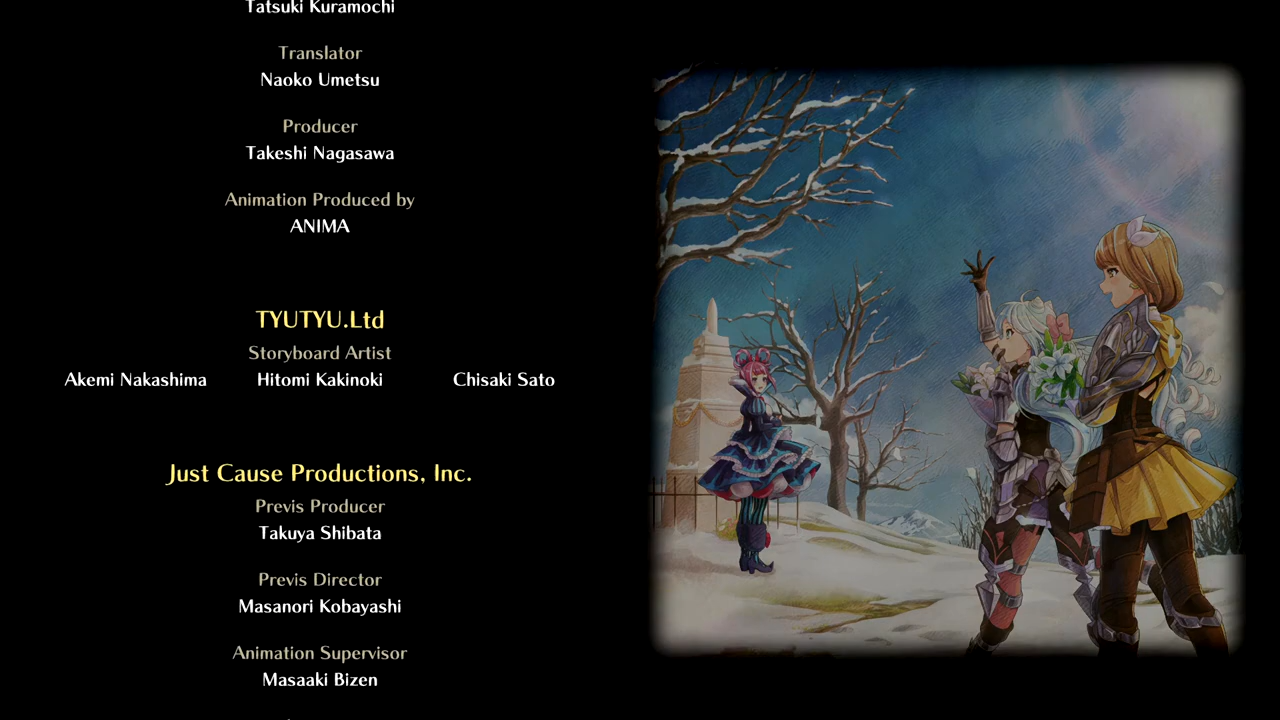 Tatsuki Kuramochi
Translator
Naoko Umetsu
Producer
Takeshi Nagasawa
Animation Produced by
ANIMA
TYUTYU.Ltd
Storyboard Artist
Akemi Nakashima Hitomi Kakinoki Chisaki Sato
Just Cause Productions, Inc.
Previs Producer
Takuya Shibata
Previs Director
Masanori Kobayashi
Animation Supervisor
Masaaki Bizen